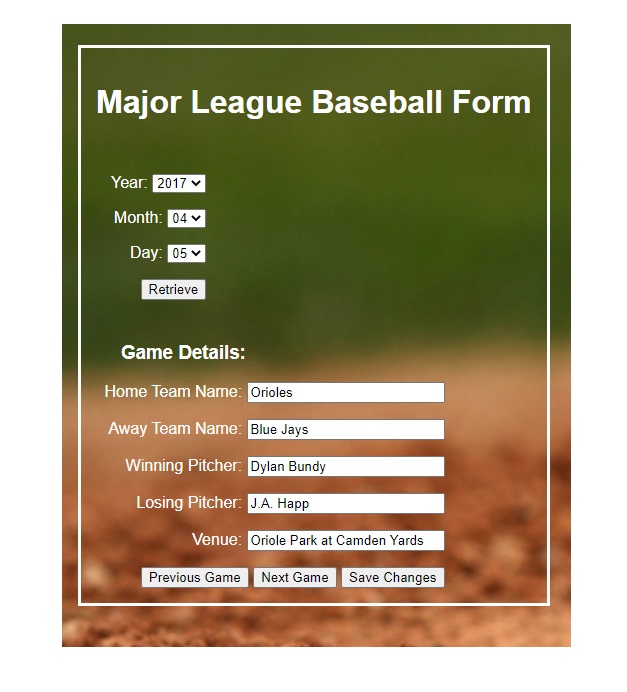 Major League Baseball Form
Year: 2017
Month: 04
Day: 05
Retrieve
Game Details:
Home Team Name: Orioles
Away Team Name: Blue Jays
Winning Pitcher: Dylan Bundy
Losing Pitcher: J.A. Happ
Venue: Oriole Park at Camden Yards
Previous Game Next Game Save Changes